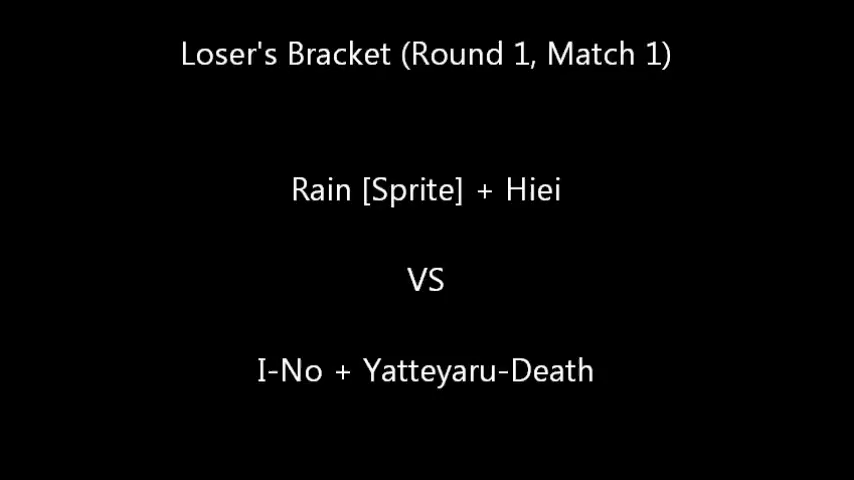 Loser's Bracket (Round 1, Match 1)
Rain [Sprite] + Hiei
VS
I-No + Yatteyaru-Death